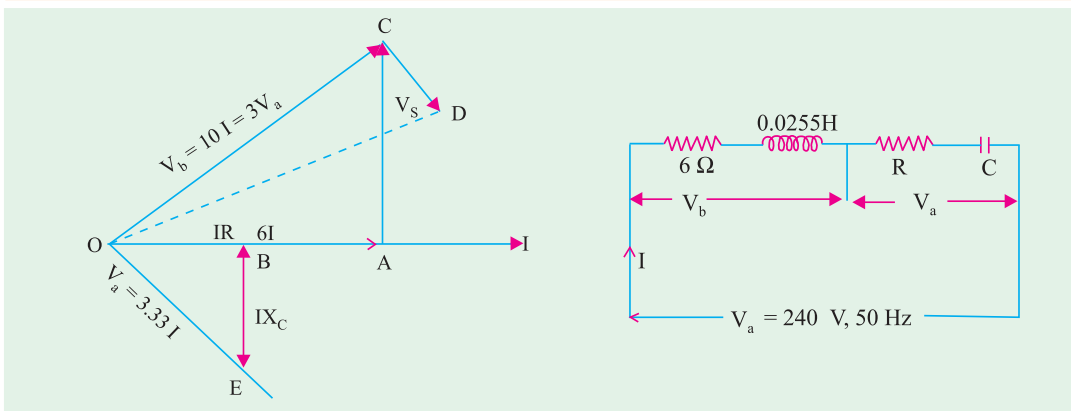 C
V_b = 10 I = 3V_a
V_S
D
O
IR 6I
B
A
I
V_a = 3.33 I
IX_C
E
0.0255H
6 Ω
R
C
V_b
V_a
I
V_a = 240 V, 50 Hz